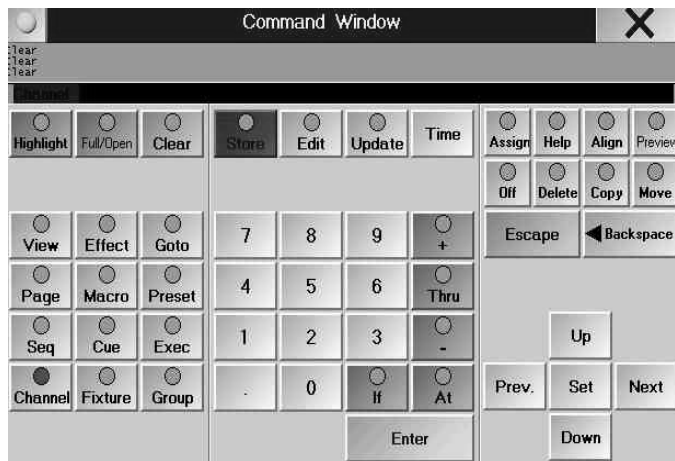 Command Window
Clear
Clear
Clear
Channel
Highlight Full/Open Clear Store Edit Update Time Assign Help Align Preview
Off Delete Copy Move
View Effect Goto 7 8 9 + Escape Backspace
Page Macro Preset 4 5 6 Thru
Seq Cue Exec 1 2 3 - Up
Channel Fixture Group . 0 If At Prev. Set Next
Enter Down